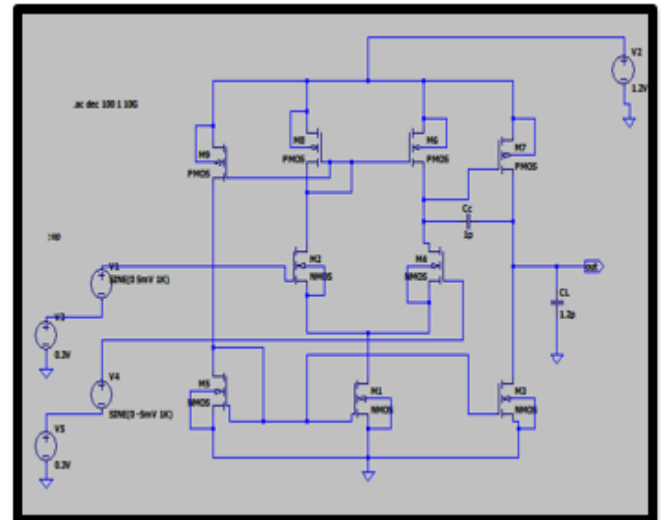 V2
1.2V
.ac dec 100 1 10G
M9
PMOS
M8
PMOS
M6
PMOS
M7
PMOS
Cc
1p
;op
M2
NMOS
M4
NMOS
V1
SINE(0 5mV 1K)
out
CL
1.2p
V3
0.3V
V4
SINE(0 -5mV 1K)
M5
NMOS
M1
NMOS
M3
NMOS
V5
0.3V